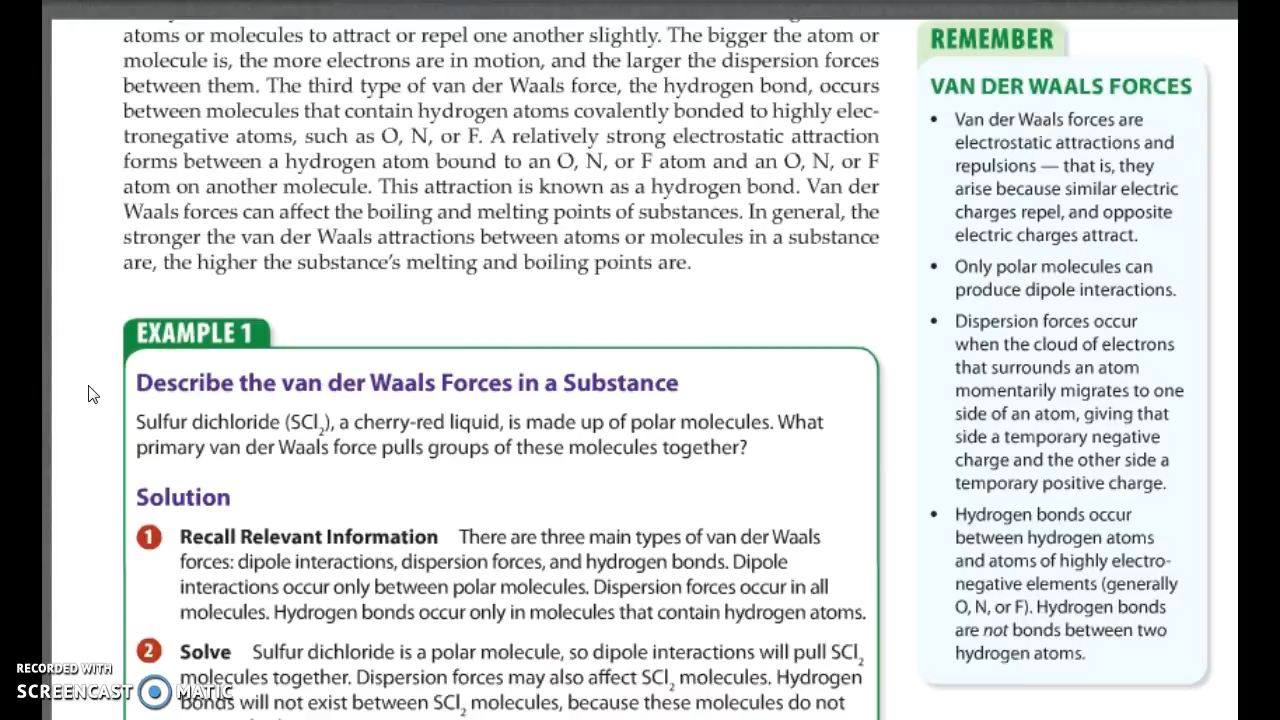 atoms or molecules to attract or repel one another slightly. The bigger the atom or
molecule is, the more electrons are in motion, and the larger the dispersion forces
between them. The third type of van der Waals force, the hydrogen bond, occurs
between molecules that contain hydrogen atoms covalently bonded to highly elec-
tronegative atoms, such as O, N, or F. A relatively strong electrostatic attraction
forms between a hydrogen atom bound to an O, N, or F atom and an O, N, or F
atom on another molecule. This attraction is known as a hydrogen bond. Van der
Waals forces can affect the boiling and melting points of substances. In general, the
stronger the van der Waals attractions between atoms or molecules in a substance
are, the higher the substance's melting and boiling points are.
EXAMPLE 1
Describe the van der Waals Forces in a Substance
Sulfur dichloride (SCl₂), a cherry-red liquid, is made up of polar molecules. What
primary van der Waals force pulls groups of these molecules together?
Solution
1 Recall Relevant Information There are three main types of van der Waals
forces: dipole interactions, dispersion forces, and hydrogen bonds. Dipole
interactions occur only between polar molecules. Dispersion forces occur in all
molecules. Hydrogen bonds occur only in molecules that contain hydrogen atoms.
2 Solve Sulfur dichloride is a polar molecule, so dipole interactions will pull SCl₂
molecules together. Dispersion forces may also affect SCl₂ molecules. Hydrogen
bonds will not exist between SCl₂ molecules, because these molecules do not
REMEMBER
VAN DER WAALS FORCES
• Van der Waals forces are
electrostatic attractions and
repulsions — that is, they
arise because similar electric
charges repel, and opposite
electric charges attract.
• Only polar molecules can
produce dipole interactions.
• Dispersion forces occur
when the cloud of electrons
that surrounds an atom
momentarily migrates to one
side of an atom, giving that
side a temporary negative
charge and the other side a
temporary positive charge.
• Hydrogen bonds occur
between hydrogen atoms
and atoms of highly electro-
negative elements (generally
O, N, or F). Hydrogen bonds
are not bonds between two
hydrogen atoms.
RECORDED WITH
SCREENCAST MATIC